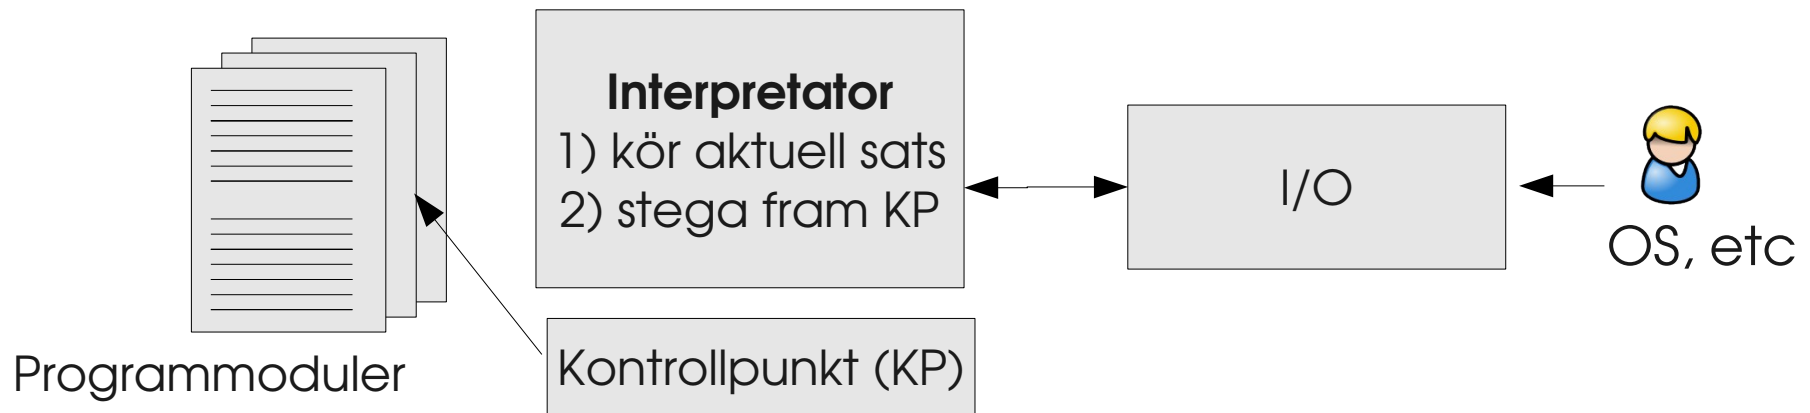 Interpretator
1) kör aktuell sats
2) stega fram KP
I/O
OS, etc
Programmoduler
Kontrollpunkt (KP)